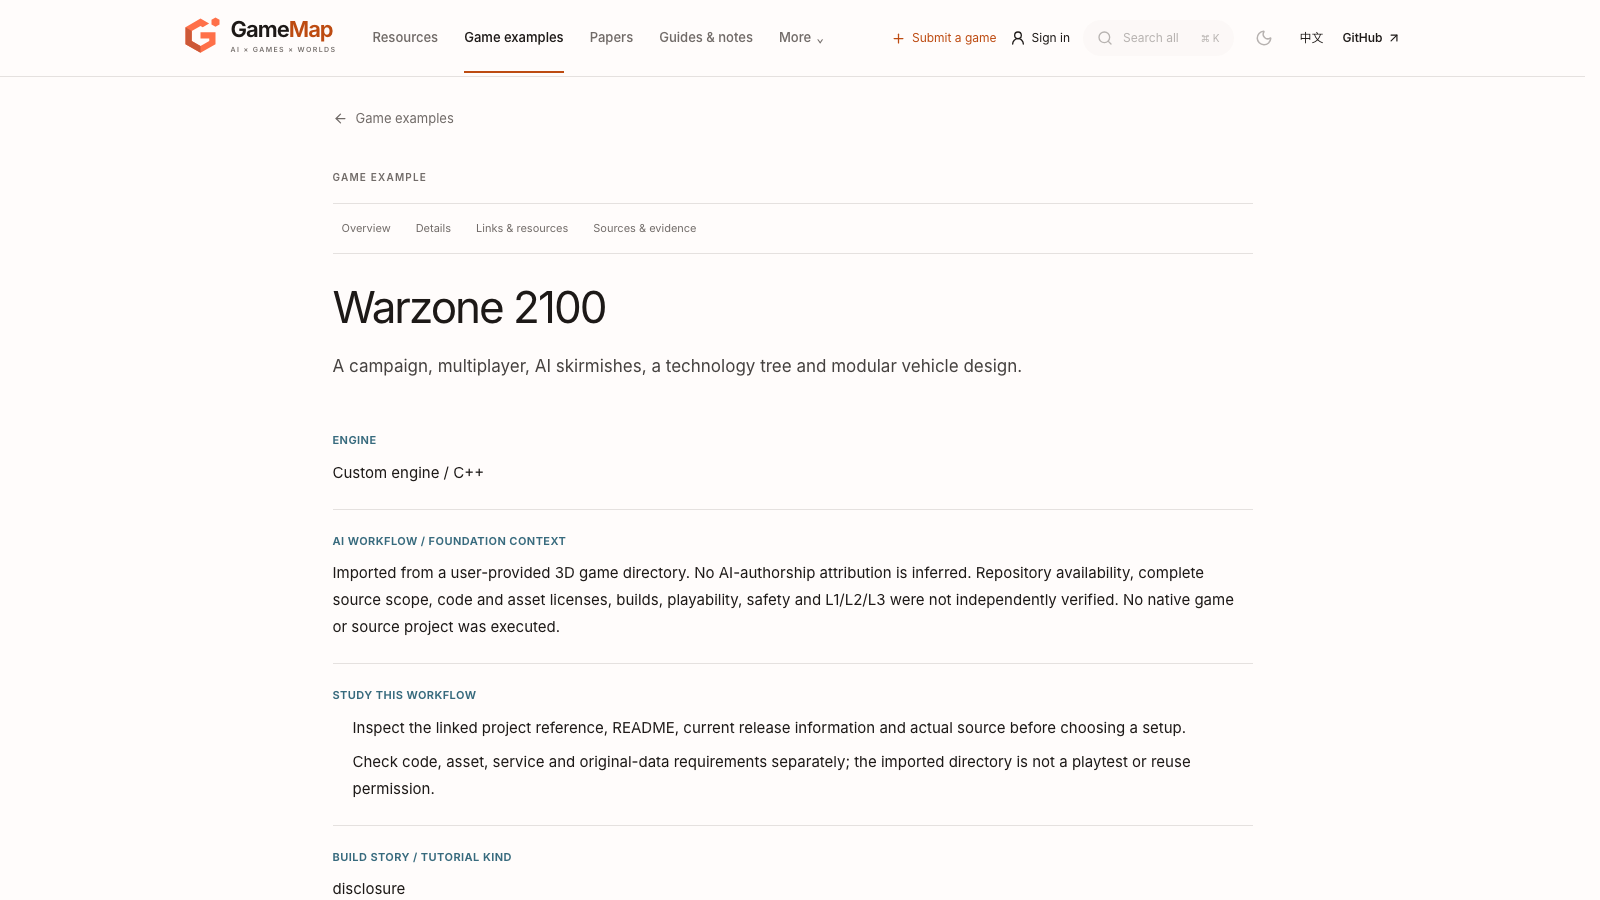 GameMap
AI × GAMES × WORLDS
Resources
Game examples
Papers
Guides & notes
More
Submit a game
Sign in
Search all
⌘ K
中文
GitHub
Game examples
GAME EXAMPLE
Overview
Details
Links & resources
Sources & evidence
Warzone 2100
A campaign, multiplayer, AI skirmishes, a technology tree and modular vehicle design.
ENGINE
Custom engine / C++
AI WORKFLOW / FOUNDATION CONTEXT
Imported from a user-provided 3D game directory. No AI-authorship attribution is inferred. Repository availability, complete
source scope, code and asset licenses, builds, playability, safety and L1/L2/L3 were not independently verified. No native game
or source project was executed.
STUDY THIS WORKFLOW
Inspect the linked project reference, README, current release information and actual source before choosing a setup.
Check code, asset, service and original-data requirements separately; the imported directory is not a playtest or reuse
permission.
BUILD STORY / TUTORIAL KIND
disclosure